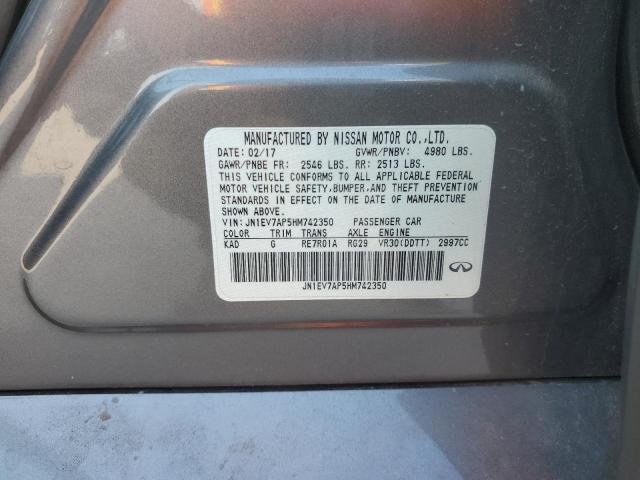 MANUFACTURED BY NISSAN MOTOR CO.,LTD.
DATE: 02/17 GVWR/PNBV: 4980 LBS.
GAWR/PNBE FR: 2546 LBS. RR: 2513 LBS.
THIS VEHICLE CONFORMS TO ALL APPLICABLE FEDERAL
MOTOR VEHICLE SAFETY,BUMPER,AND THEFT PREVENTION
STANDARDS IN EFFECT ON THE DATE OF MANUFACTURE
SHOWN ABOVE.
VIN: JN1EV7AP5HM742350 PASSENGER CAR
COLOR TRIM TRANS AXLE ENGINE
KAD G RE7R01A RG29 VR30(DDTT) 2997CC
JN1EV7AP5HM742350